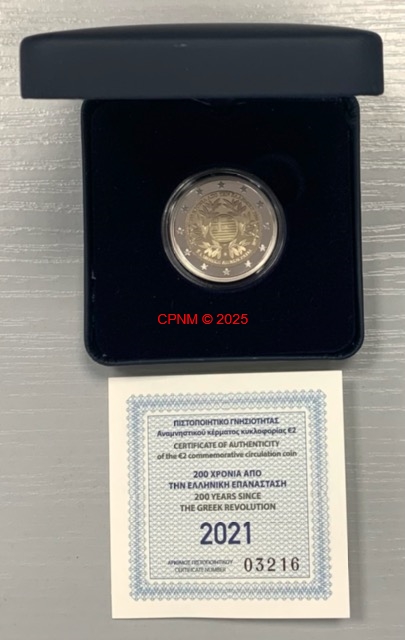 CPNM © 2025
ΠΙΣΤΟΠΟΙΗΤΙΚΟ ΓΝΗΣΙΟΤΗΤΑΣ
Αναμνηστικού κέρματος κυκλοφορίας €2
CERTIFICATE OF AUTHENTICITY
of the €2 commemorative circulation coin
200 ΧΡΟΝΙΑ ΑΠΟ
ΤΗΝ ΕΛΛΗΝΙΚΗ ΕΠΑΝΑΣΤΑΣΗ
200 YEARS SINCE
THE GREEK REVOLUTION
2021
ΑΡΙΘΜΟΣ ΠΙΣΤΟΠΟΙΗΤΙΚΟΥ
CERTIFICATE NUMBER 03216